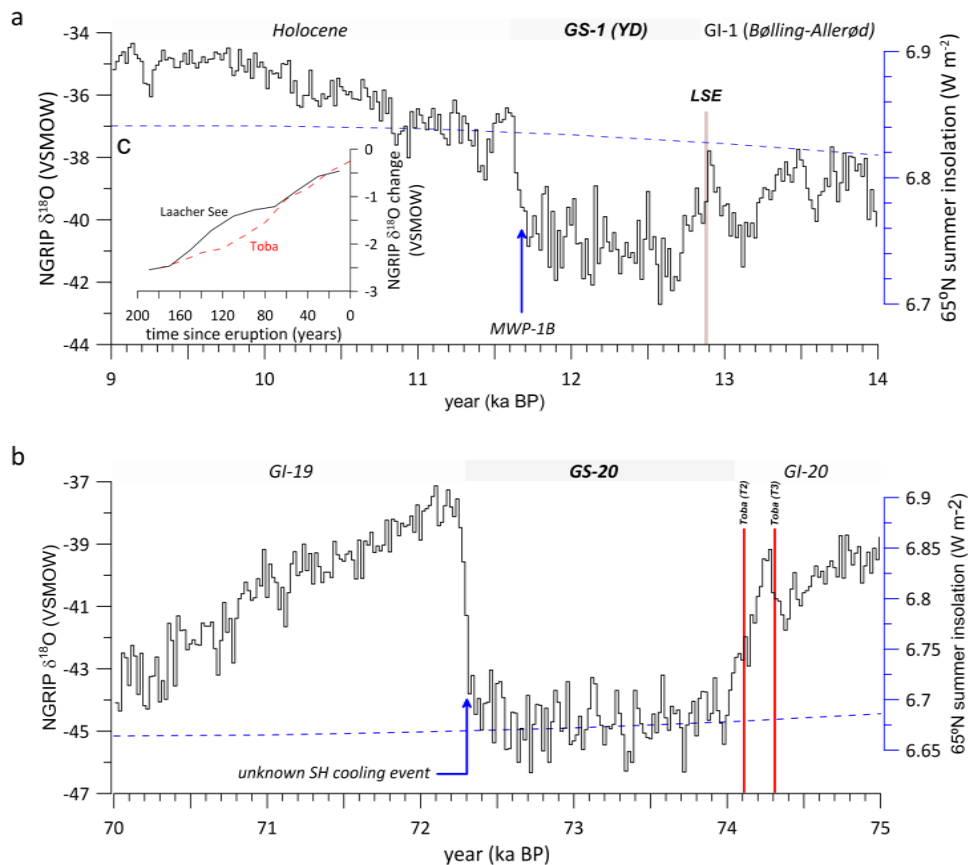 a
Holocene
GS-1 (YD)
GI-1 (Bølling-Allerød)
-34
-36
-38
-40
-42
-44
NGRIP δ¹⁸O (VSMOW)
6.9
6.8
6.7
65ºN summer insolation (W m⁻²)
LSE
C
Laacher See
Toba
0
-1
-2
-3
NGRIP δ¹⁸O change
(VSMOW)
200 160 120 80 40 0
time since eruption (years)
MWP-1B
9 10 11 12 13 14
year (ka BP)
b
GI-19
GS-20
GI-20
-37
-39
-41
-43
-45
-47
NGRIP δ¹⁸O (VSMOW)
Toba (T2)
Toba (T3)
6.9
6.85
6.8
6.75
6.7
6.65
65ºN summer insolation (W m-2)
unknown SH cooling event
70 71 72 73 74 75
year (ka BP)